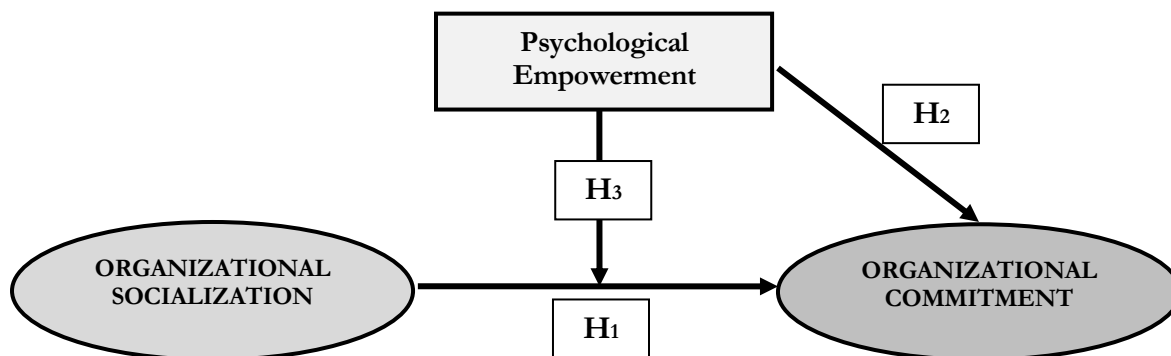 Psychological
Empowerment
H2
H3
ORGANIZATIONAL
SOCIALIZATION
ORGANIZATIONAL
COMMITMENT
H1